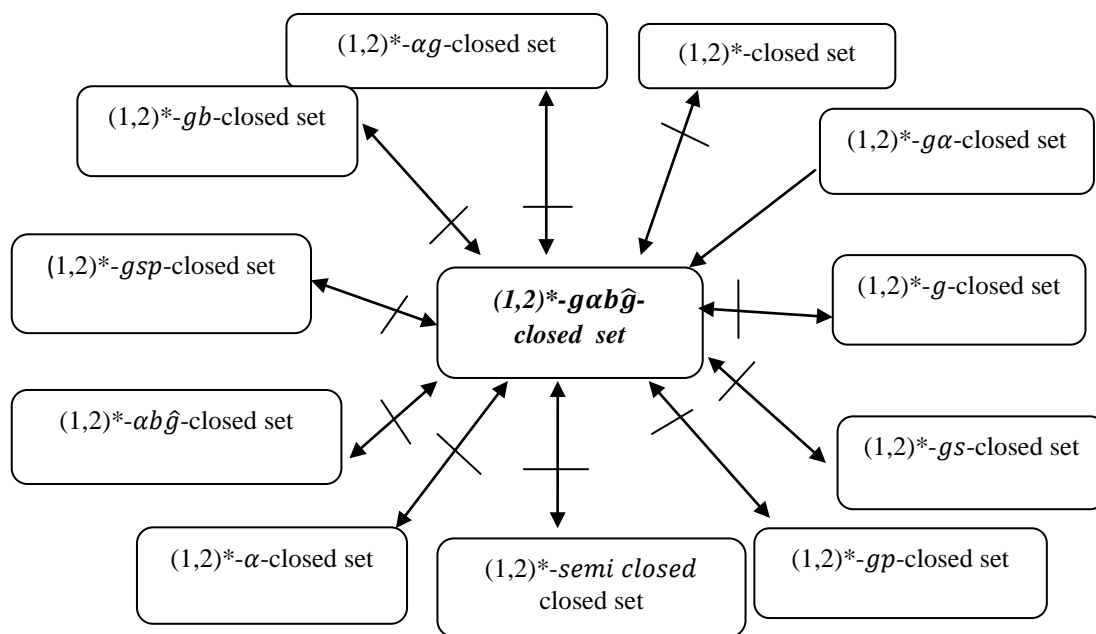 (1,2)*-αg-closed set
(1,2)*-closed set
(1,2)*-gb-closed set
(1,2)*-gα-closed set
(1,2)*-gsp-closed set
(1,2)*-gαbĝ-
closed set
(1,2)*-g-closed set
(1,2)*-αbĝ-closed set
(1,2)*-gs-closed set
(1,2)*-α-closed set
(1,2)*-semi closed
closed set
(1,2)*-gp-closed set